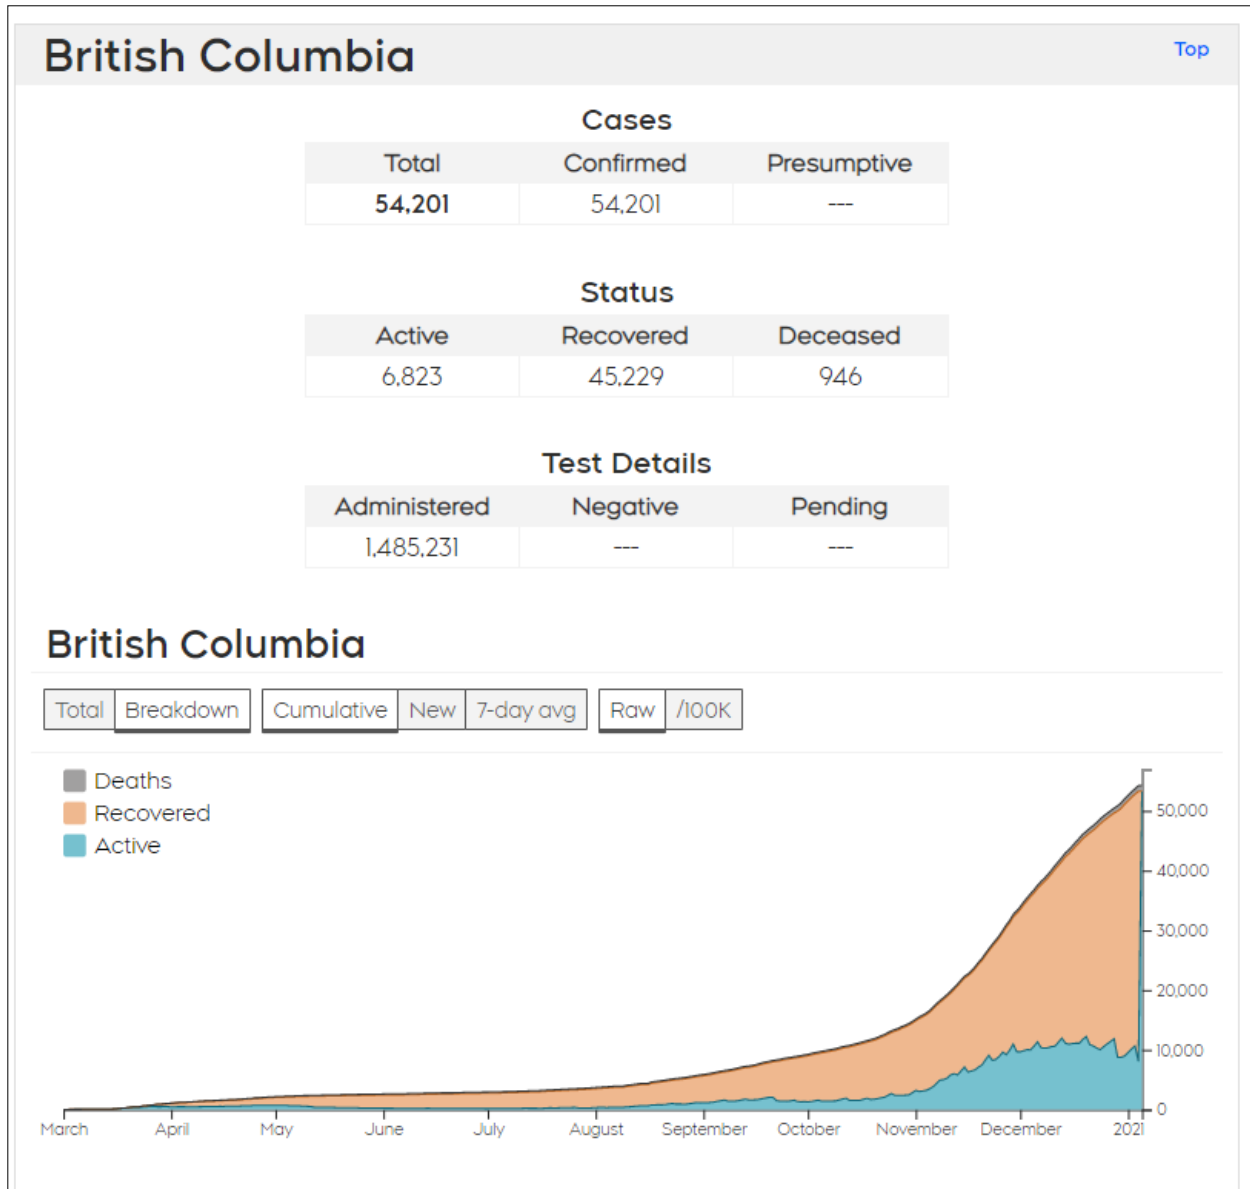 British Columbia
Top
Cases
Total Confirmed Presumptive
54,201 54,201 ---
Status
Active Recovered Deceased
6,823 45,229 946
Test Details
Administered Negative Pending
1,485,231 --- ---
British Columbia
Total Breakdown Cumulative New 7-day avg Raw /100K
Deaths
Recovered
Active
50,000
40,000
30,000
20,000
10,000
0
March April May June July August September October November December 2021